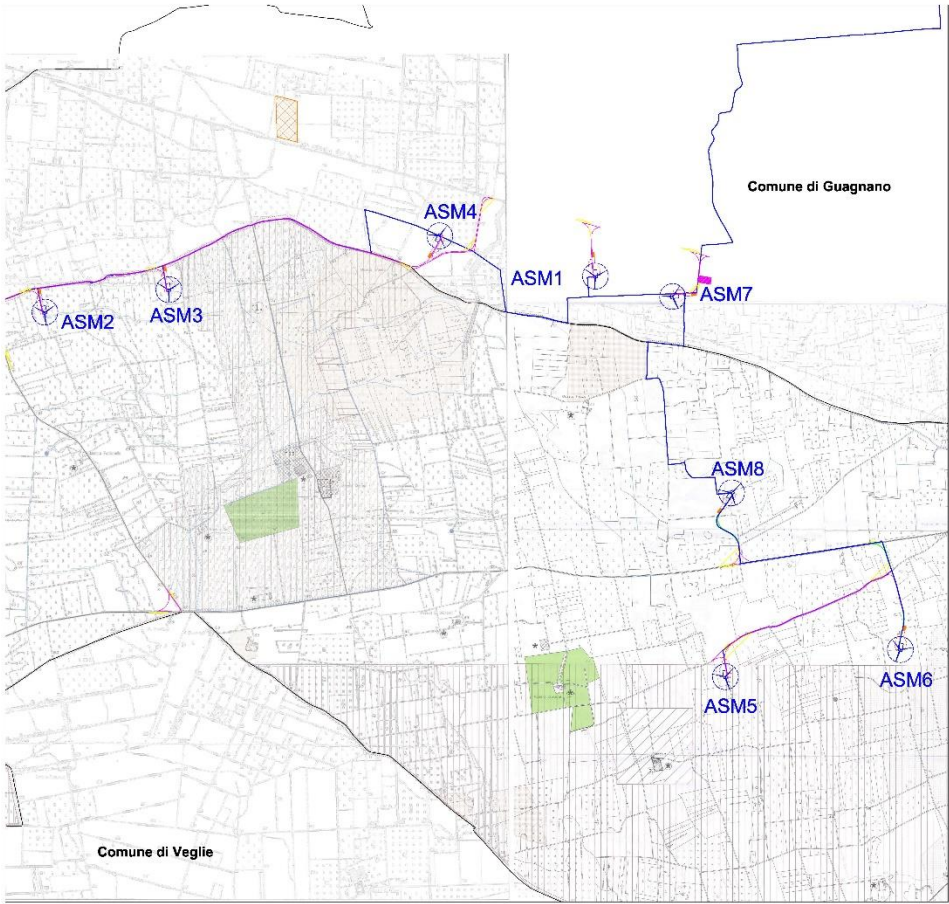 Comune di Guagnano
ASM4
ASM1
ASM7
ASM2
ASM3
ASM8
ASM6
ASM5
Comune di Veglie